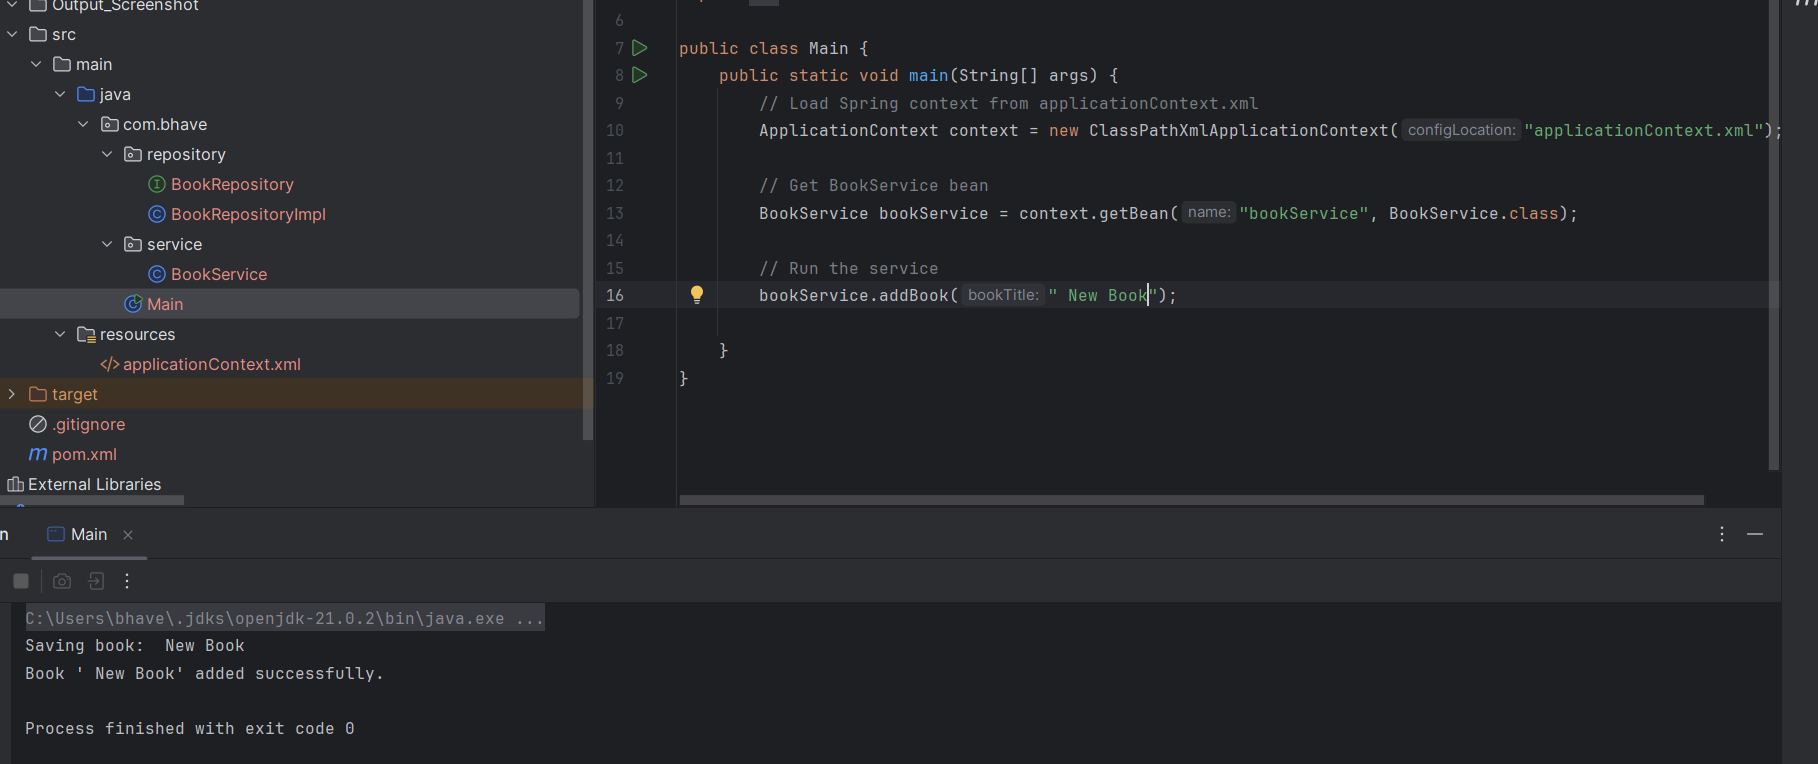 Output_Screenshot
src
main
java
com.bhave
repository
BookRepository
BookRepositoryImpl
service
BookService
Main
resources
applicationContext.xml
target
.gitignore
pom.xml
External Libraries
6
7 public class Main {
8 public static void main(String[] args) {
9 // Load Spring context from applicationContext.xml
10 ApplicationContext context = new ClassPathXmlApplicationContext( configLocation: "applicationContext.xml");
11
12 // Get BookService bean
13 BookService bookService = context.getBean( name: "bookService", BookService.class);
14
15 // Run the service
16 bookService.addBook( bookTitle: " New Book");
17
18 }
19 }
n Main
C:\Users\bhave\.jdks\openjdk-21.0.2\bin\java.exe ...
Saving book:  New Book
Book ' New Book' added successfully.
Process finished with exit code 0